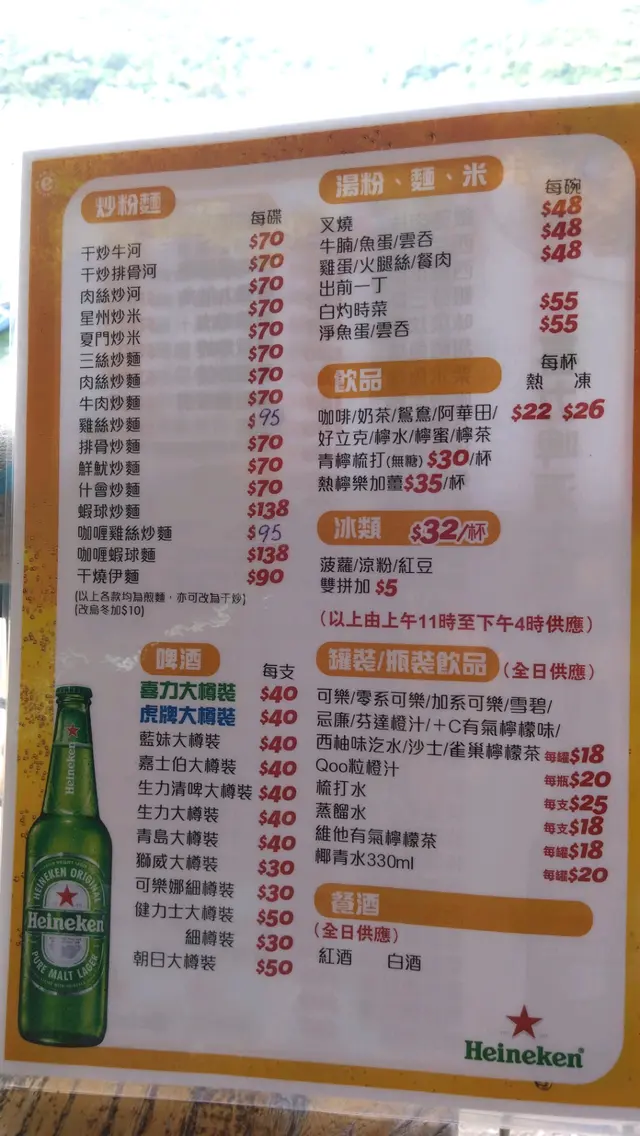 炒粉麵
每碟
干炒牛河 $70
干炒排骨河 $70
肉絲炒河 $70
星州炒米 $70
夏門炒米 $70
三絲炒麵 $70
肉絲炒麵 $70
牛肉炒麵 $70
雞絲炒麵 $95
排骨炒麵 $70
鮮魷炒麵 $70
什會炒麵 $70
蝦球炒麵 $138
咖喱雞絲炒麵 $95
咖喱蝦球麵 $138
干燒伊麵 $90
(以上各款均為煎麵，亦可改為干炒)
(改烏冬加$10)
啤酒
每支
喜力大樽裝 $40
虎牌大樽裝 $40
藍妹大樽裝 $40
嘉士伯大樽裝 $40
生力清啤大樽裝 $40
生力大樽裝 $40
青島大樽裝 $40
獅威大樽裝 $30
可樂娜細樽裝 $30
健力士大樽裝 $50
細樽裝 $30
朝日大樽裝 $50
湯粉、麵、米
每碗
叉燒 $48
牛腩/魚蛋/雲吞 $48
雞蛋/火腿絲/餐肉 $48
出前一丁
白灼時菜 $55
淨魚蛋/雲吞 $55
飲品
每杯
熱 凍
咖啡/奶茶/鴛鴦/阿華田/ $22 $26
好立克/檸水/檸蜜/檸茶
青檸梳打(無糖) $30/杯
熱檸樂加薑$35/杯
冰類 $32/杯
菠蘿/涼粉/紅豆
雙拼加 $5
(以上由上午11時至下午4時供應)
罐裝/瓶裝飲品 (全日供應)
可樂/零系可樂/加系可樂/雪碧/
忌廉/芬達橙汁/+C有氣檸檬味/
西柚味汽水/沙士/雀巢檸檬茶 每罐$18
Qoo粒橙汁 每瓶$20
梳打水 每支$25
蒸餾水 每支$18
維他有氣檸檬茶 每罐$18
椰青水330ml 每罐$20
餐酒
(全日供應)
紅酒 白酒
Heineken
HEINEKEN ORIGINAL
Heineken
PURE MALT LAGER
Heineken